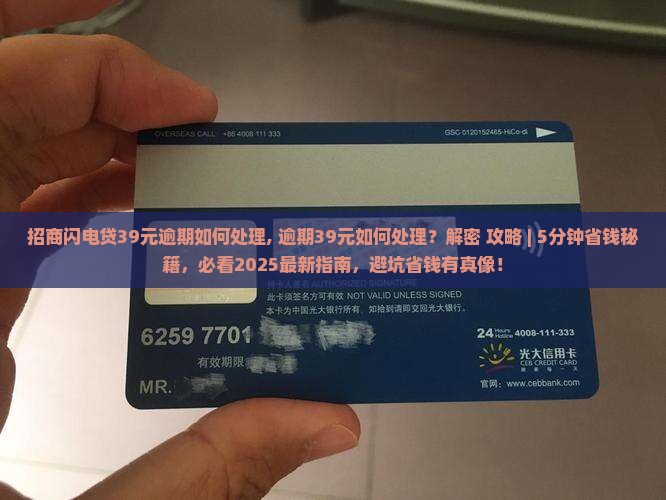 OVERSEAS CALL: +86 4008 111 333
GSC 0120152465-HiCo-di
招商闪电贷39元逾期如何处理, 逾期39元如何处理？解密 攻略 | 5分钟省钱秘
籍，必看2025最新指南，避坑省钱有真像！
持卡人签名 AUTHORIZED SIGNATURE
此卡须签名方可有效 NOT VALID UNLESS SIGNED
本卡为中国光大银行所有，如拾到请即交回光大银行。
6259 7701
24 Hours Hotline 4008-111-333
有效期限
光大信用卡
CEB CREDIT CARD
MR.
官网：www.cebbank.com